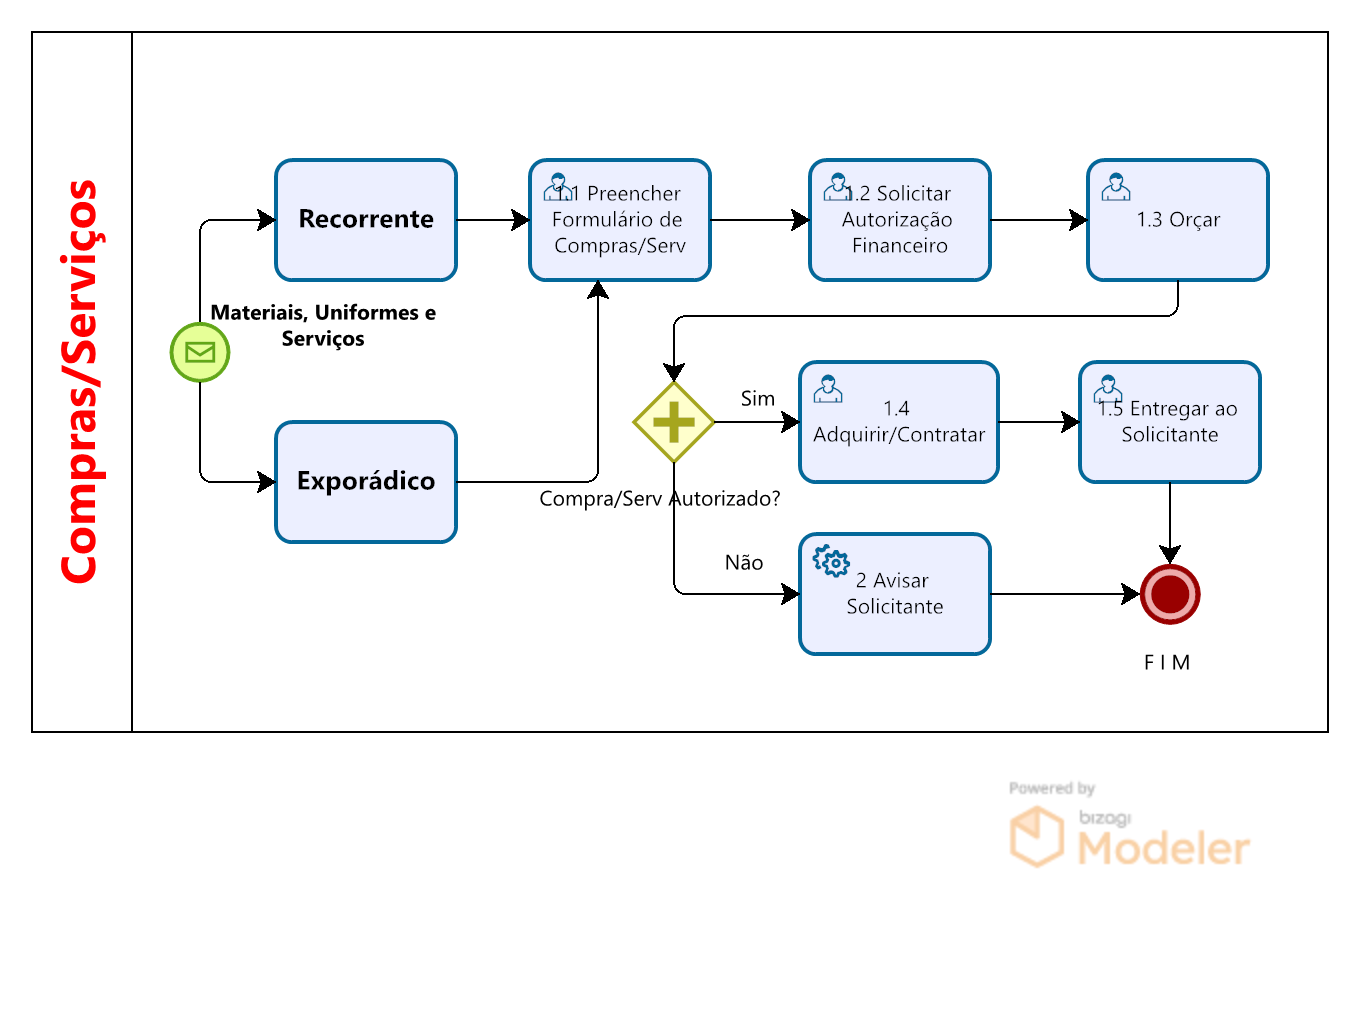 Compras/Serviços
Recorrente
1.1 Preencher
Formulário de
Compras/Serv
1.2 Solicitar
Autorização
Financeiro
1.3 Orçar
Materiais, Uniformes e
Serviços
Sim
1.4
Adquirir/Contratar
1.5 Entregar ao
Solicitante
Exporádico
Compra/Serv Autorizado?
Não
2 Avisar
Solicitante
F I M
Powered by
bizagi
Modeler